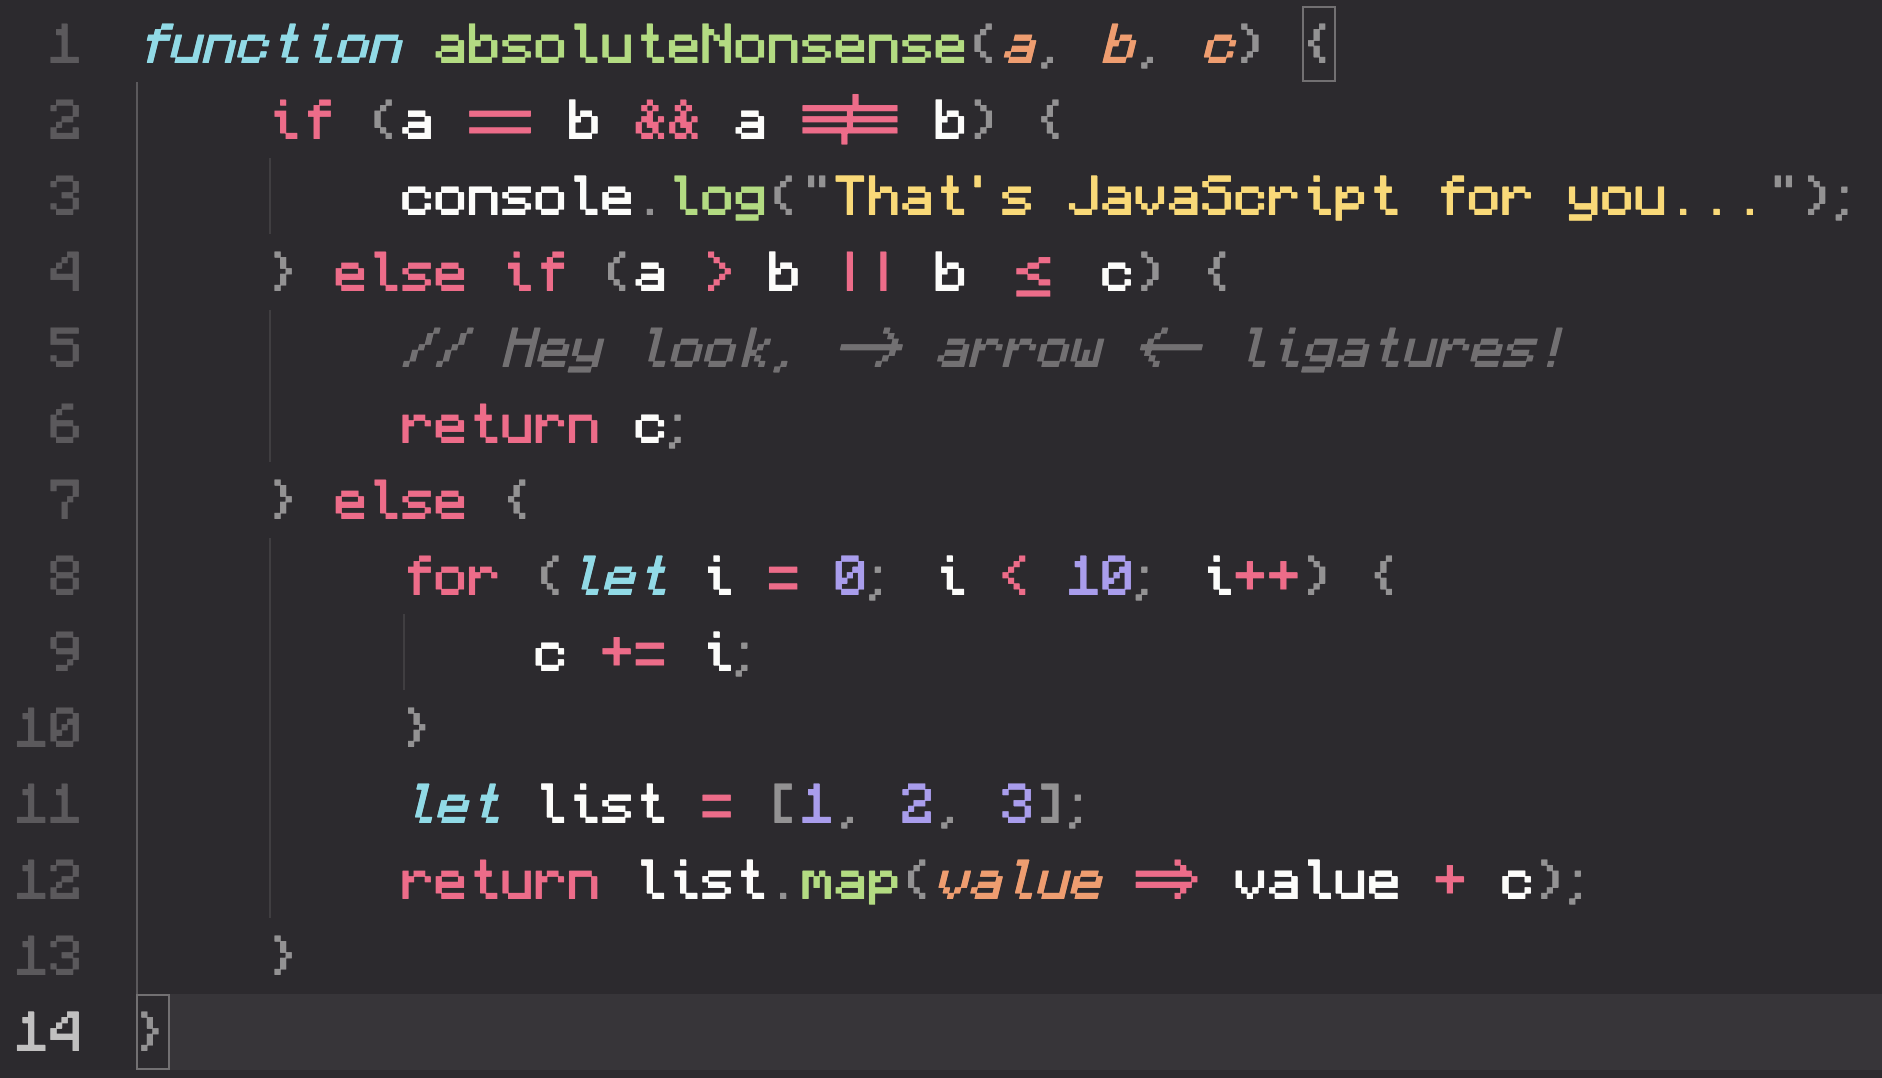 1 function absoluteNonsense(a, b, c) {
2     if (a == b && a !== b) {
3         console.log("That's JavaScript for you...");
4     } else if (a > b || b <= c) {
5         // Hey look, -> arrow <- ligatures!
6         return c;
7     } else {
8         for (let i = 0; i < 10; i++) {
9             c += i;
10         }
11         let list = [1, 2, 3];
12         return list.map(value => value + c);
13     }
14 }